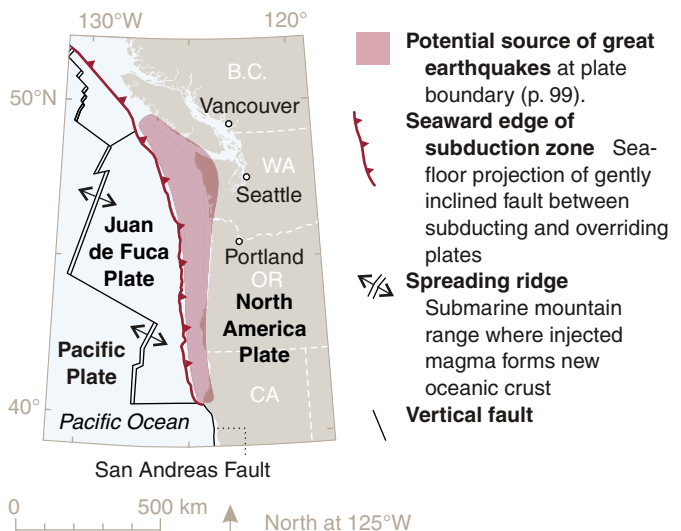 130°W
120°
50°N
40°
B.C.
Vancouver
WA
Seattle
Portland
OR
CA
Juan
de Fuca
Plate
North
America
Plate
Pacific
Plate
Pacific Ocean
San Andreas Fault
0
500 km
North at 125°W
Potential source of great
earthquakes at plate
boundary (p. 99).
Seaward edge of
subduction zone Sea-
floor projection of gently
inclined fault between
subducting and overriding
plates
Spreading ridge
Submarine mountain
range where injected
magma forms new
oceanic crust
Vertical fault